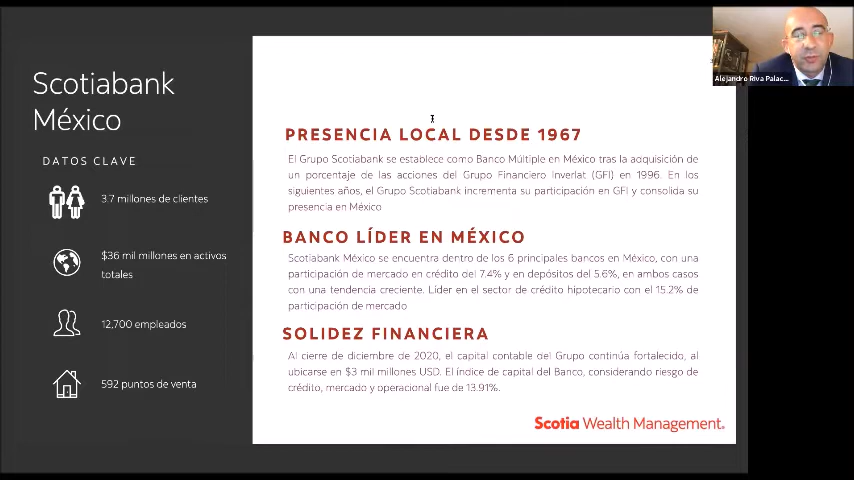 Scotiabank
México
DATOS CLAVE
3.7 millones de clientes
$36 mil millones en activos
totales
12,700 empleados
592 puntos de venta
PRESENCIA LOCAL DESDE 1967
El Grupo Scotiabank se establece como Banco Múltiple en México tras la adquisición de
un porcentaje de las acciones del Grupo Financiero Inverlat (GFI) en 1996. En los
siguientes años, el Grupo Scotiabank incrementa su participación en GFI y consolida su
presencia en México
BANCO LÍDER EN MÉXICO
Scotiabank México se encuentra dentro de los 6 principales bancos en México, con una
participación de mercado en crédito del 7.4% y en depósitos del 5.6%, en ambos casos
con una tendencia creciente. Líder en el sector de crédito hipotecario con el 15.2% de
participación de mercado
SOLIDEZ FINANCIERA
Al cierre de diciembre de 2020, el capital contable del Grupo continúa fortalecido, al
ubicarse en $3 mil millones USD. El índice de capital del Banco, considerando riesgo de
crédito, mercado y operacional fue de 13.91%.
Scotia Wealth Management.
Alejandro Riva Palac...